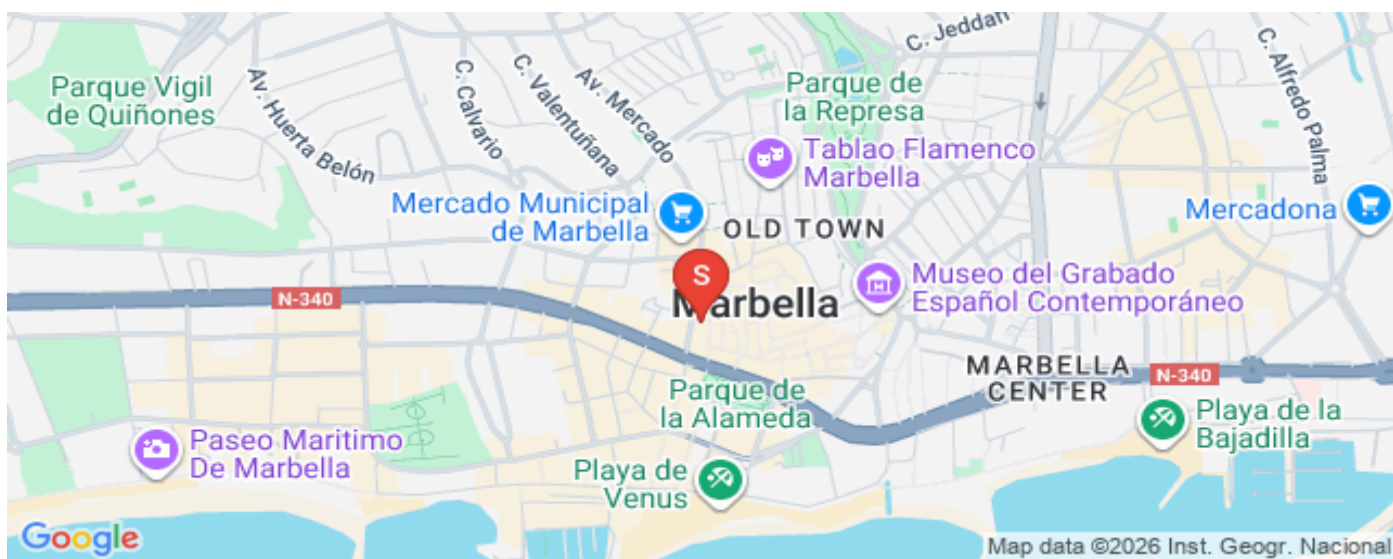 C. Jeddah
Parque Vigil
de Quiñones
Av. Huerta Belón
C. Calvario
C. Valentuñana
Av. Mercado
Parque de
la Represa
C. Alfredo Palma
Tablao Flamenco
Marbella
Mercado Municipal
de Marbella
OLD TOWN
Mercadona
S
Marbella
Museo del Grabado
Español Contemporáneo
N-340
MARBELLA
CENTER
N-340
Parque de
la Alameda
Paseo Maritimo
De Marbella
Playa de la
Bajadilla
Playa de
Venus
Google
Map data ©2026 Inst. Geogr. Nacional